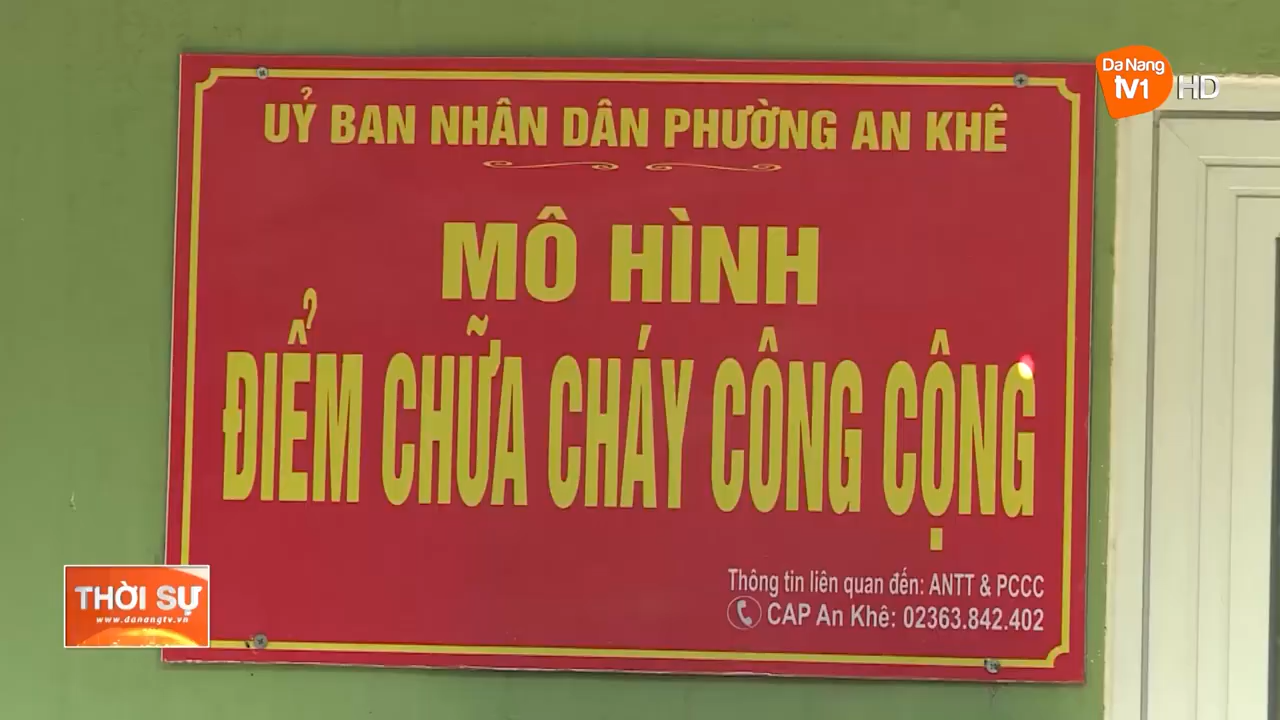 Da Nang
TV1 HD
UỶ BAN NHÂN DÂN PHƯỜNG AN KHÊ
MÔ HÌNH
ĐIỂM CHỮA CHÁY CÔNG CỘNG
Thông tin liên quan đến: ANTT & PCCC
CAP An Khê: 02363.842.402
THỜI SỰ
www.danangtv.vn